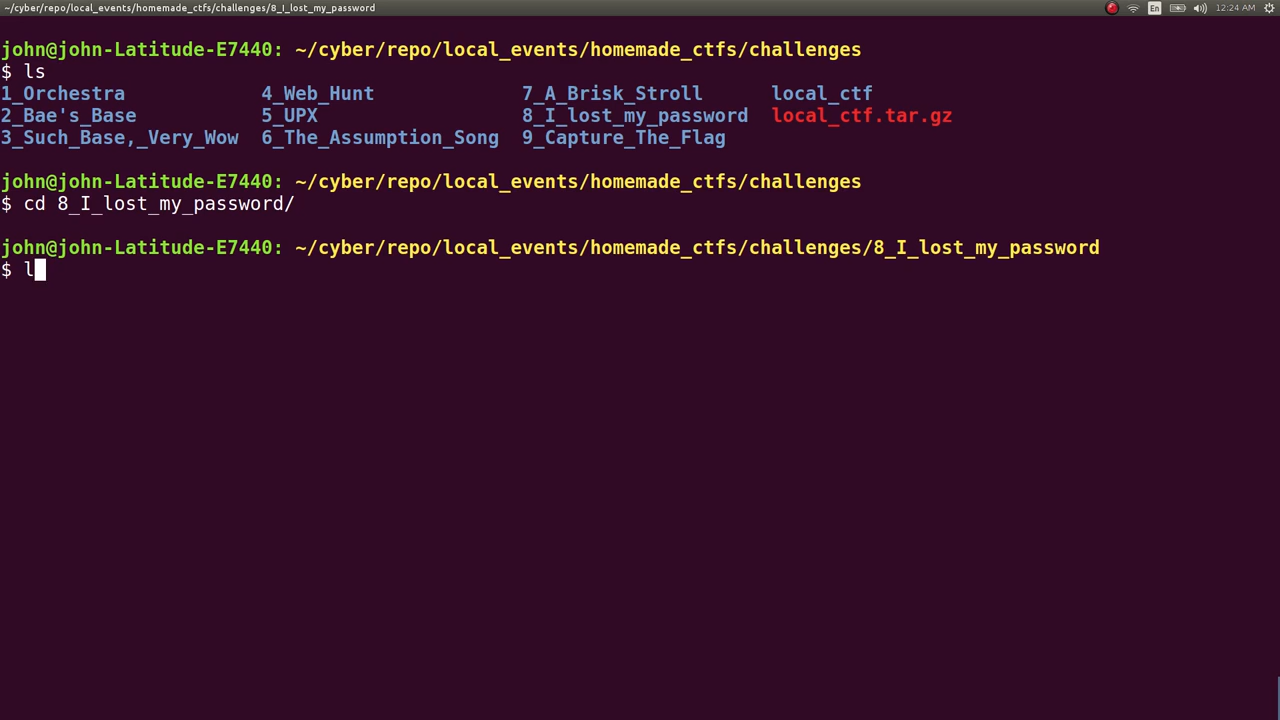 ~/cyber/repo/local_events/homemade_ctfs/challenges/8_I_lost_my_password En 12:24 AM
john@john-Latitude-E7440: ~/cyber/repo/local_events/homemade_ctfs/challenges
$ ls
1_Orchestra 4_Web_Hunt 7_A_Brisk_Stroll local_ctf
2_Bae's_Base 5_UPX 8_I_lost_my_password local_ctf.tar.gz
3_Such_Base,_Very_Wow 6_The_Assumption_Song 9_Capture_The_Flag
john@john-Latitude-E7440: ~/cyber/repo/local_events/homemade_ctfs/challenges
$ cd 8_I_lost_my_password/
john@john-Latitude-E7440: ~/cyber/repo/local_events/homemade_ctfs/challenges/8_I_lost_my_password
$ l